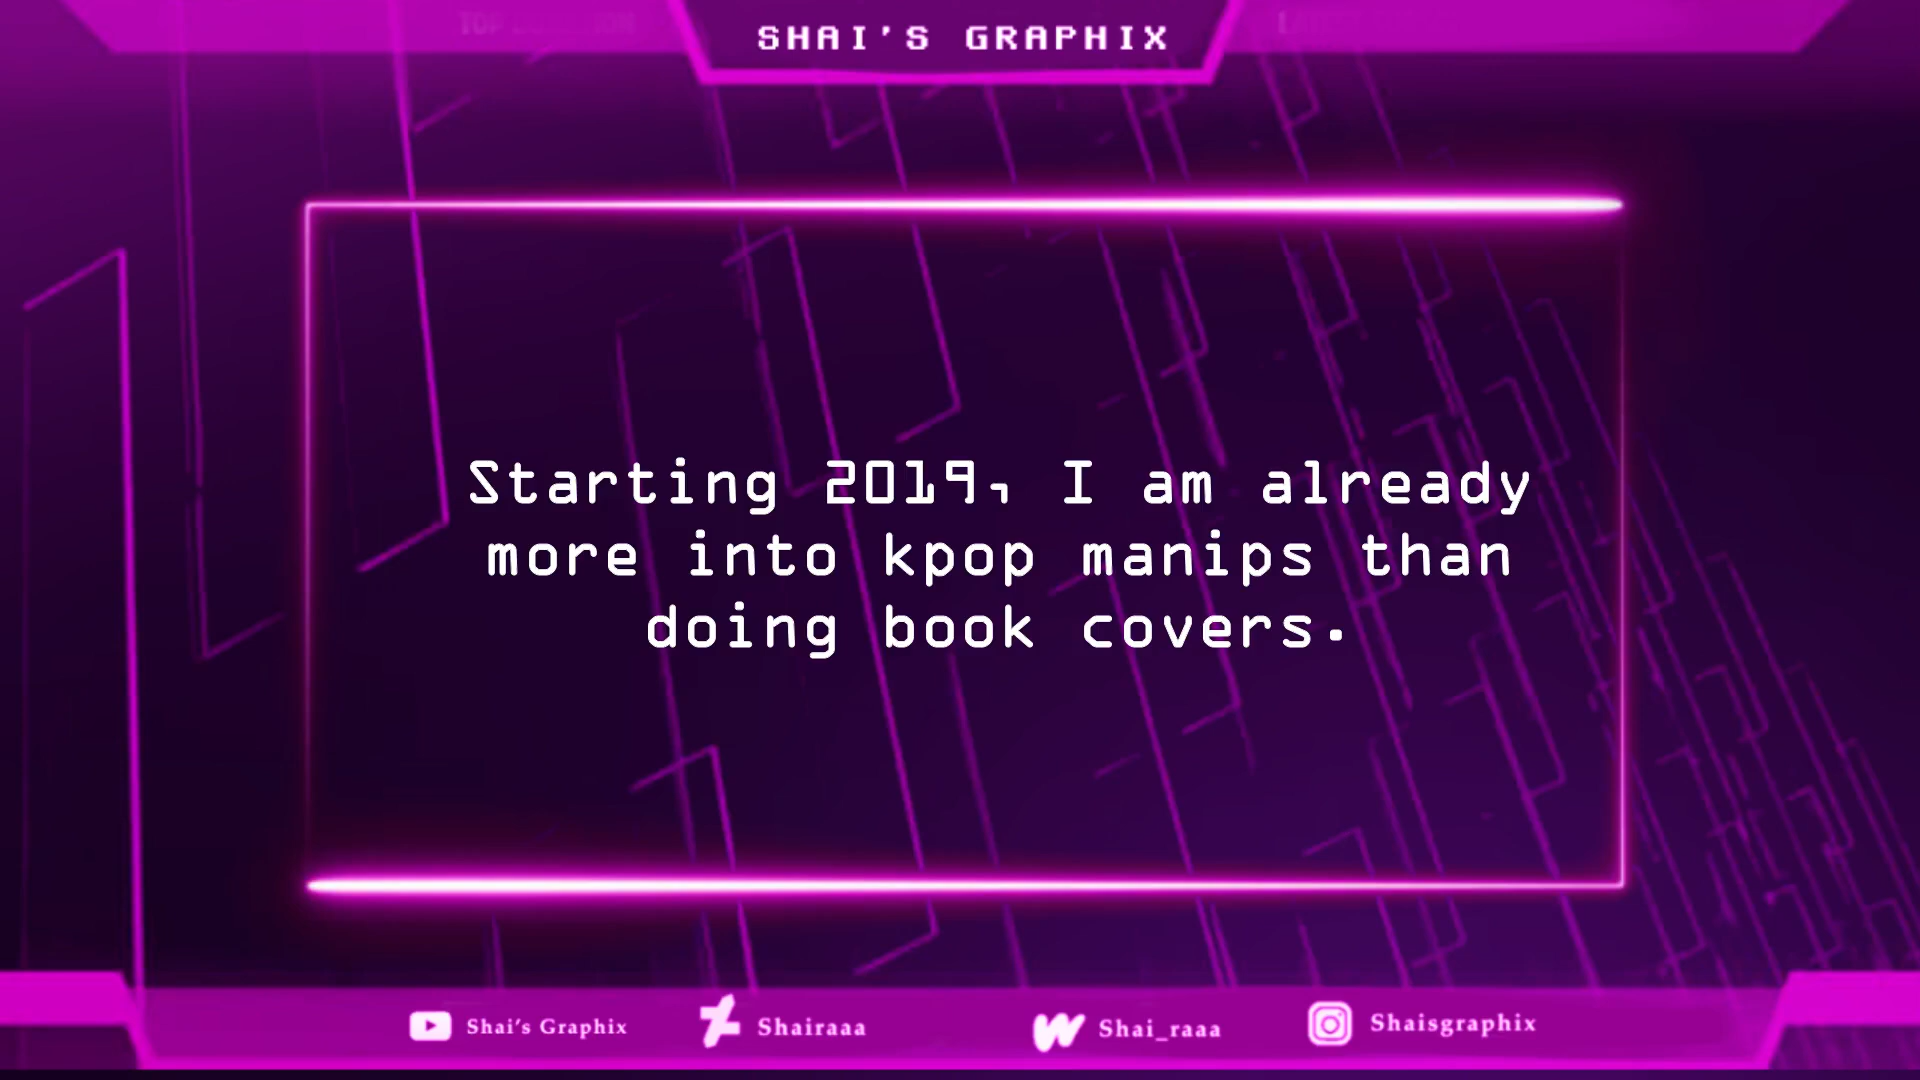 SHAI'S GRAPHIX
Starting 2019, I am already
more into kpop manips than
doing book covers.
Shai's Graphix
Shairaaa
Shai_raaa
Shaisgraphix